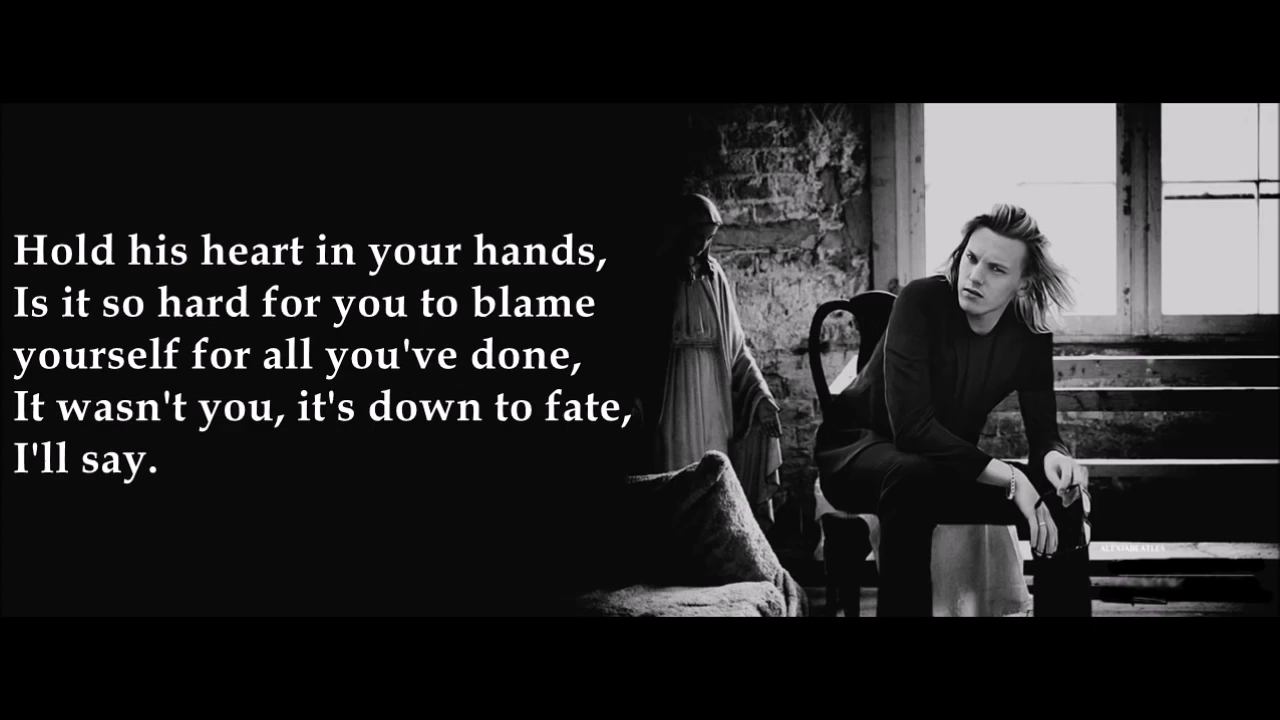 Hold his heart in your hands,
Is it so hard for you to blame
yourself for all you've done,
It wasn't you, it's down to fate,
I'll say.
ALEXIABEATLES